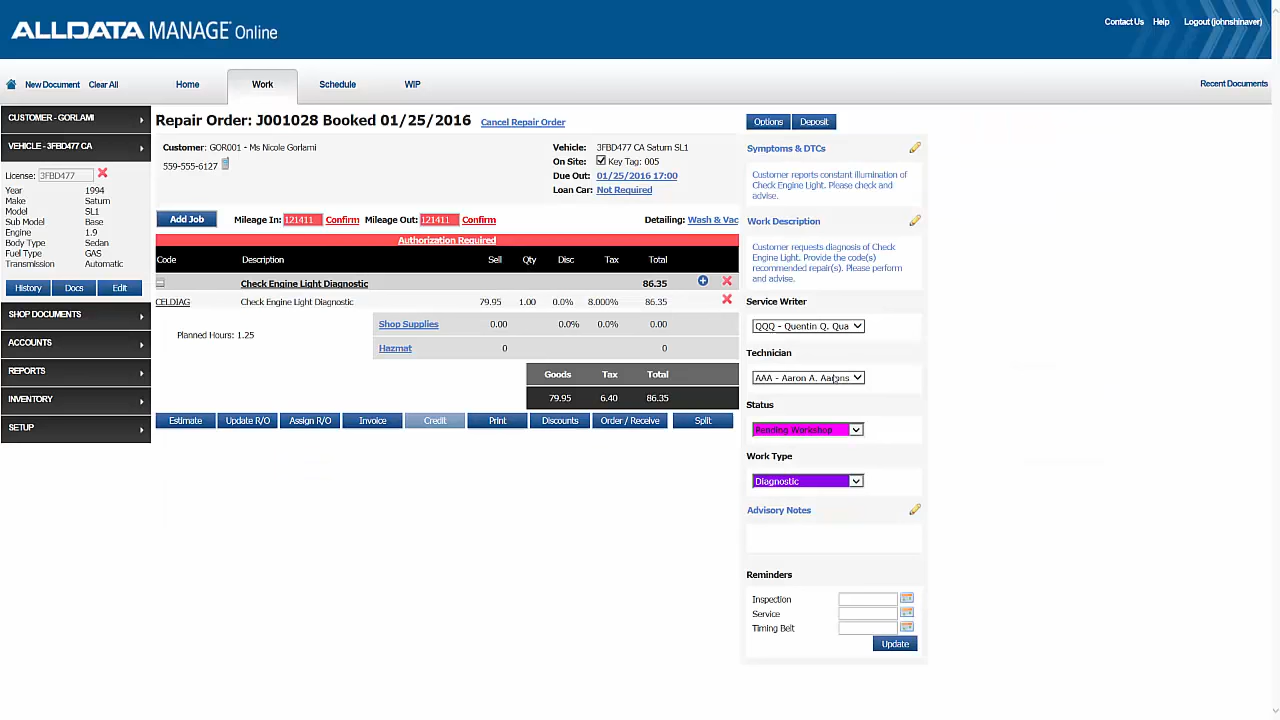 ALLDATA MANAGE Online
Contact Us Help Logout (johnshinaver)
New Document Clear All Home Work Schedule WIP Recent Documents
CUSTOMER - GORLAMI
VEHICLE - 3FBD477 CA
License: 3FBD477
Year 1994
Make Saturn
Model SL1
Sub Model Base
Engine 1.9
Body Type Sedan
Fuel Type GAS
Transmission Automatic
History Docs Edit
SHOP DOCUMENTS
ACCOUNTS
REPORTS
INVENTORY
SETUP
Repair Order: J001028 Booked 01/25/2016 Cancel Repair Order
Customer: GOR001 - Ms Nicole Gorlami
559-555-6127
Vehicle: 3FBD477 CA Saturn SL1
On Site: Key Tag: 005
Due Out: 01/25/2016 17:00
Loan Car: Not Required
Add Job Mileage In: 121411 Confirm Mileage Out: 121411 Confirm Detailing: Wash & Vac
Authorization Required
Code Description Sell Qty Disc Tax Total
Check Engine Light Diagnostic 86.35
CELDIAG Check Engine Light Diagnostic 79.95 1.00 0.0% 8.000% 86.35
Planned Hours: 1.25
Shop Supplies 0.00 0.0% 0.0% 0.00
Hazmat 0 0
Goods Tax Total
79.95 6.40 86.35
Estimate Update R/O Assign R/O Invoice Credit Print Discounts Order / Receive Split
Options Deposit
Symptoms & DTCs
Customer reports constant illumination of
Check Engine Light. Please check and
advise.
Work Description
Customer requests diagnosis of Check
Engine Light. Provide the code(s)
recommended repair(s). Please perform
and advise.
Service Writer
QQQ - Quentin Q. Qua
Technician
AAA - Aaron A. Aarons
Status
Pending Workshop
Work Type
Diagnostic
Advisory Notes
Reminders
Inspection
Service
Timing Belt
Update